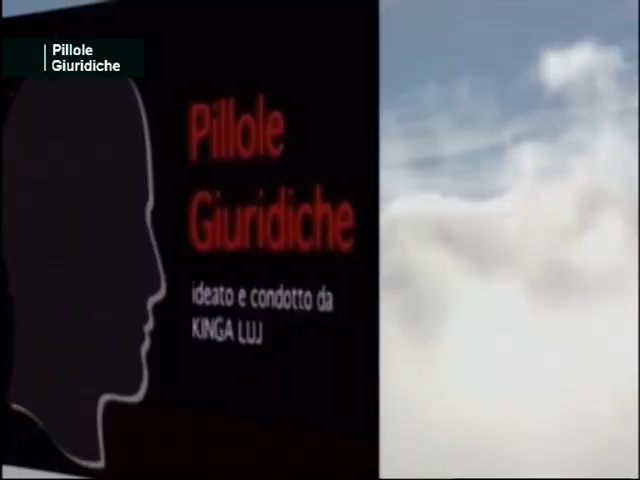 Pillole
Giuridiche
Pillole
Giuridiche
ideato e condotto da
KINGA LUJ